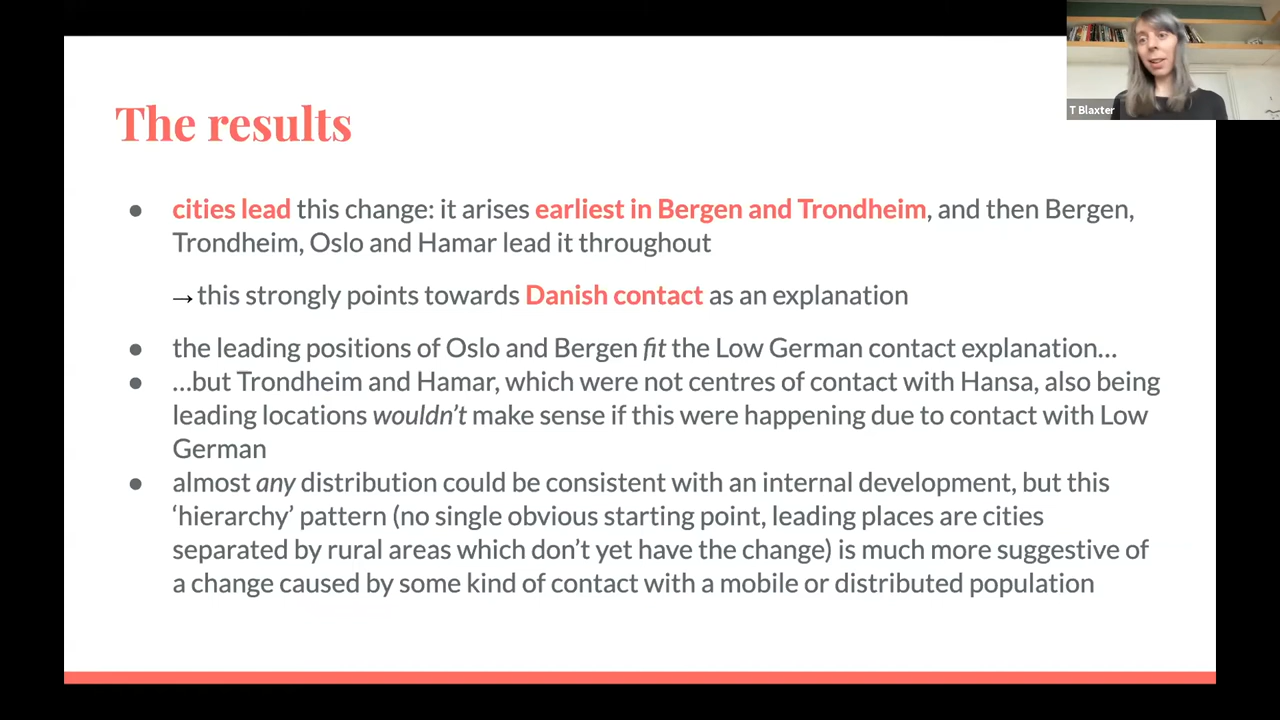 The results
T Blaxter
● cities lead this change: it arises earliest in Bergen and Trondheim, and then Bergen,
Trondheim, Oslo and Hamar lead it throughout
→this strongly points towards Danish contact as an explanation
● the leading positions of Oslo and Bergen fit the Low German contact explanation…
● …but Trondheim and Hamar, which were not centres of contact with Hansa, also being
leading locations wouldn’t make sense if this were happening due to contact with Low
German
● almost any distribution could be consistent with an internal development, but this
‘hierarchy’ pattern (no single obvious starting point, leading places are cities
separated by rural areas which don’t yet have the change) is much more suggestive of
a change caused by some kind of contact with a mobile or distributed population